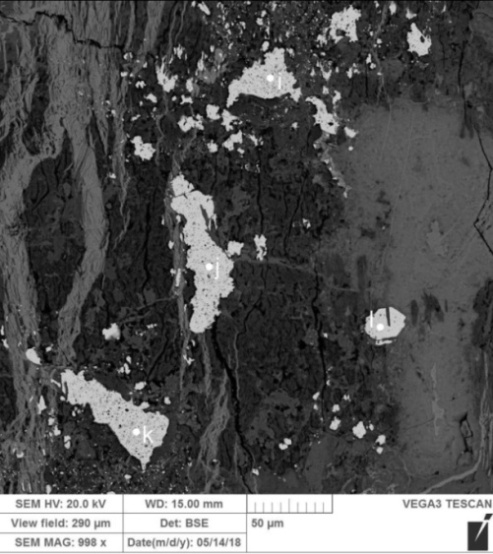 i
j
l
k
SEM HV: 20.0 kV
WD: 15.00 mm
VEGA3 TESCAN
View field: 290 µm
Det: BSE
50 µm
SEM MAG: 998 x
Date(m/d/y): 05/14/18